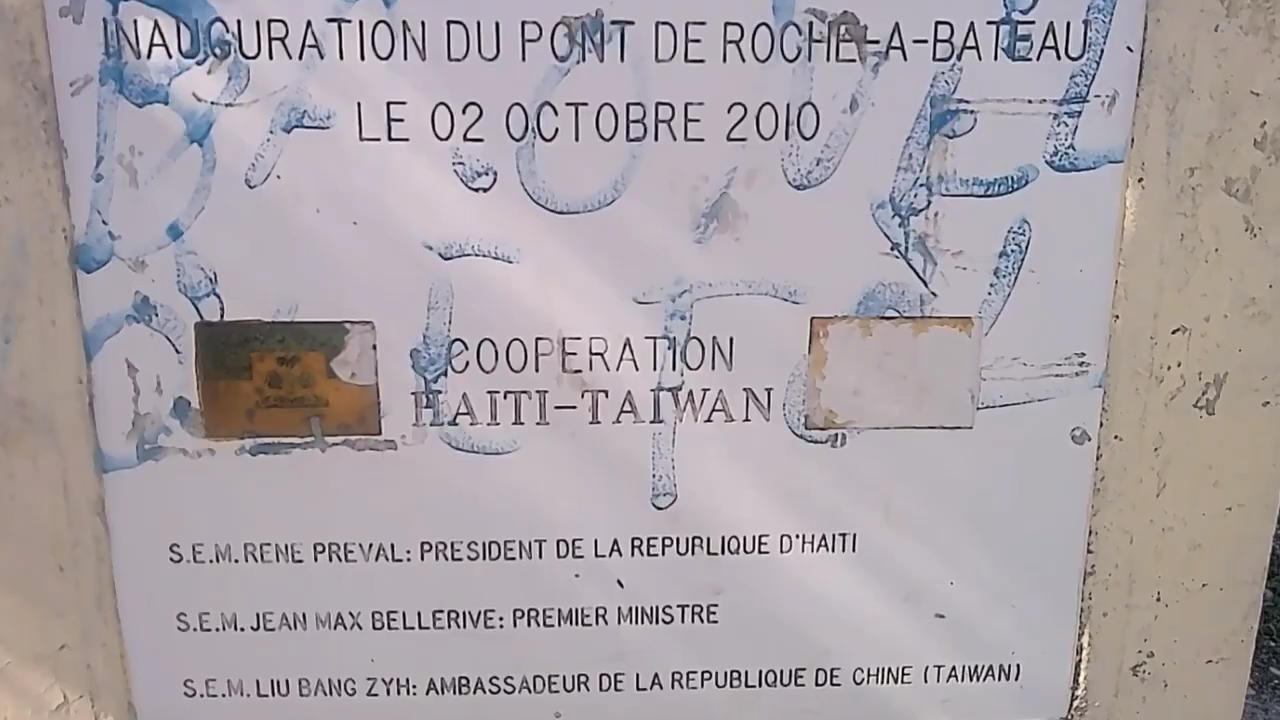 INAUGURATION DU PONT DE ROCHE-A-BATEAU
LE 02 OCTOBRE 2010
COOPERATION
HAITI-TAIWAN
S.E.M. RENE PREVAL: PRESIDENT DE LA REPUBLIQUE D'HAITI
S.E.M. JEAN MAX BELLERIVE: PREMIER MINISTRE
S.E.M. LIU BANG ZYH: AMBASSADEUR DE LA REPUBLIQUE DE CHINE (TAIWAN)